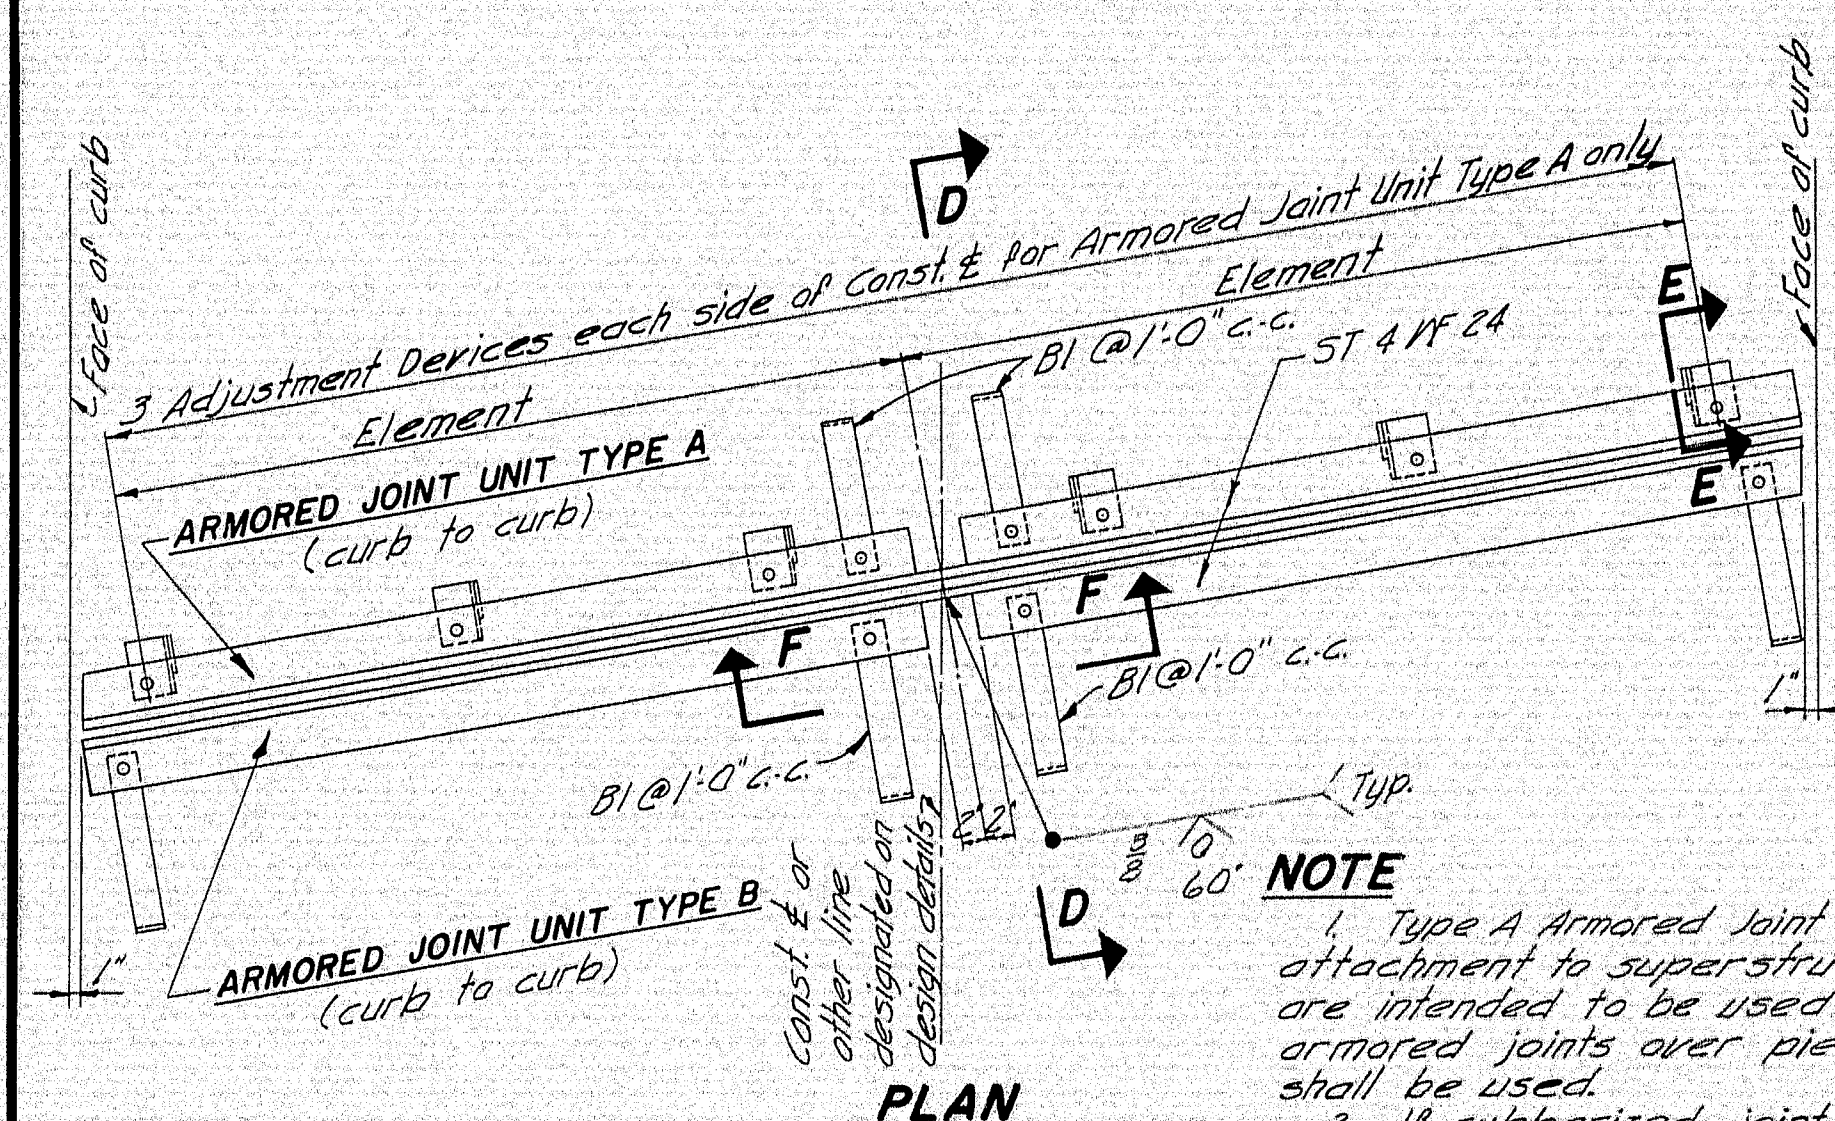 Face of curb
Face of curb
D
3 Adjustment Devices each side of Const. ℄ for Armored Joint Unit Type A only
Element
Element
E
B1 @ 1'-0" c.-c.
ST 4 WF 24
ARMORED JOINT UNIT TYPE A
(curb to curb)
E
F
F
B1 @ 1'-0" c.-c.
B1 @ 1'-0" c.-c.
1"
2" 2"
Typ.
0
60°
Const. ℄ or
other line
designated on
design details
D
ARMORED JOINT UNIT TYPE B
(curb to curb)
1"
NOTE
1. Type A Armored Joint
attachment to superstru
are intended to be used
armored joints over pie
shall be used.
PLAN